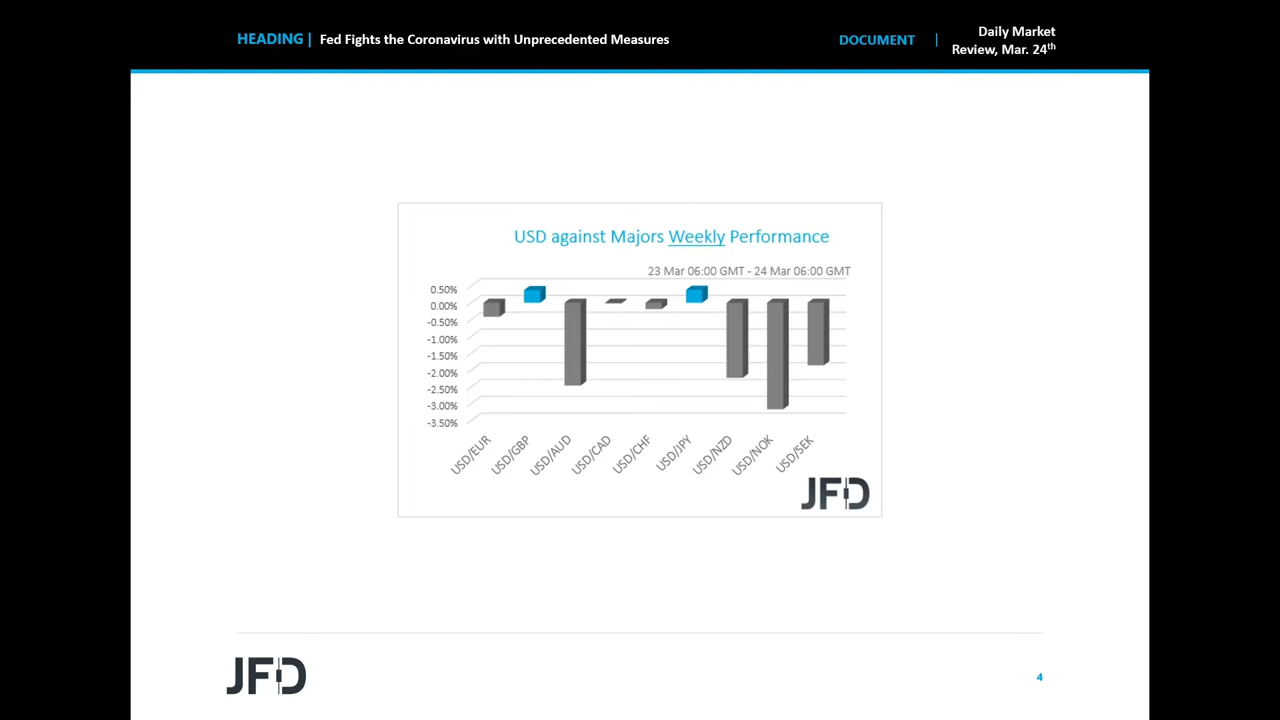 HEADING | Fed Fights the Coronavirus with Unprecedented Measures
DOCUMENT | Daily Market
Review, Mar. 24th
USD against Majors Weekly Performance
23 Mar 06:00 GMT - 24 Mar 06:00 GMT
0.50%
0.00%
-0.50%
-1.00%
-1.50%
-2.00%
-2.50%
-3.00%
-3.50%
USD/EUR
USD/GBP
USD/AUD
USD/CAD
USD/CHF
USD/JPY
USD/NZD
USD/NOK
USD/SEK
JFD
JFD
4